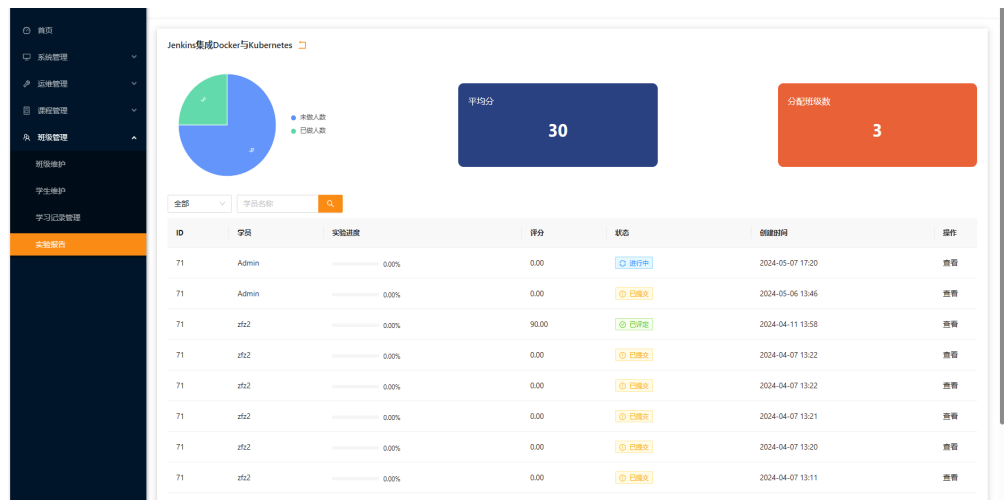 首页
系统管理
运维管理
课程管理
班级管理
班级维护
学生维护
学习记录管理
实验报告
Jenkins集成Docker与Kubernetes
未做人数
已做人数
平均分
30
分配班级数
3
全部 学员名称
ID 学员 实验进度 评分 状态 创建时间 操作
71 Admin 0.00% 0.00 进行中 2024-05-07 17:20 查看
71 Admin 0.00% 0.00 已提交 2024-05-06 13:46 查看
71 zfz2 0.00% 90.00 已评定 2024-04-11 13:58 查看
71 zfz2 0.00% 0.00 已提交 2024-04-07 13:22 查看
71 zfz2 0.00% 0.00 已提交 2024-04-07 13:22 查看
71 zfz2 0.00% 0.00 已提交 2024-04-07 13:21 查看
71 zfz2 0.00% 0.00 已提交 2024-04-07 13:20 查看
71 zfz2 0.00% 0.00 已提交 2024-04-07 13:11 查看